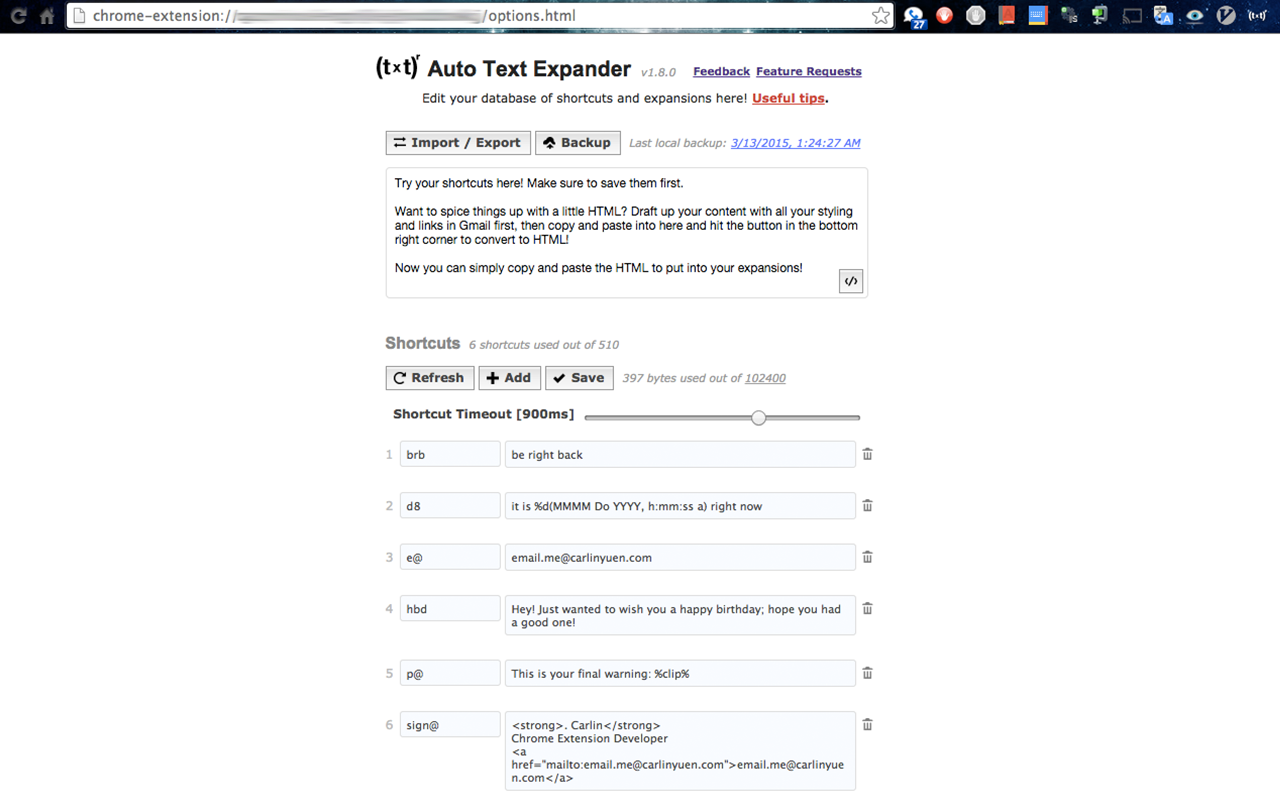 chrome-extension://
/options.html
27
(txt)
(txt)r Auto Text Expander v1.8.0 Feedback Feature Requests
Edit your database of shortcuts and expansions here! Useful tips.
Import / Export Backup Last local backup: 3/13/2015, 1:24:27 AM
Try your shortcuts here! Make sure to save them first.
Want to spice things up with a little HTML? Draft up your content with all your styling
and links in Gmail first, then copy and paste into here and hit the button in the bottom
right corner to convert to HTML!
Now you can simply copy and paste the HTML to put into your expansions!
</>
Shortcuts 6 shortcuts used out of 510
Refresh Add Save 397 bytes used out of 102400
Shortcut Timeout [900ms]
1 brb be right back
2 d8 it is %d(MMMM Do YYYY, h:mm:ss a) right now
3 e@ email.me@carlinyuen.com
4 hbd Hey! Just wanted to wish you a happy birthday; hope you had
a good one!
5 p@ This is your final warning: %clip%
6 sign@ <strong>. Carlin</strong>
Chrome Extension Developer
<a
href="mailto:email.me@carlinyuen.com">email.me@carlinyue
n.com</a>